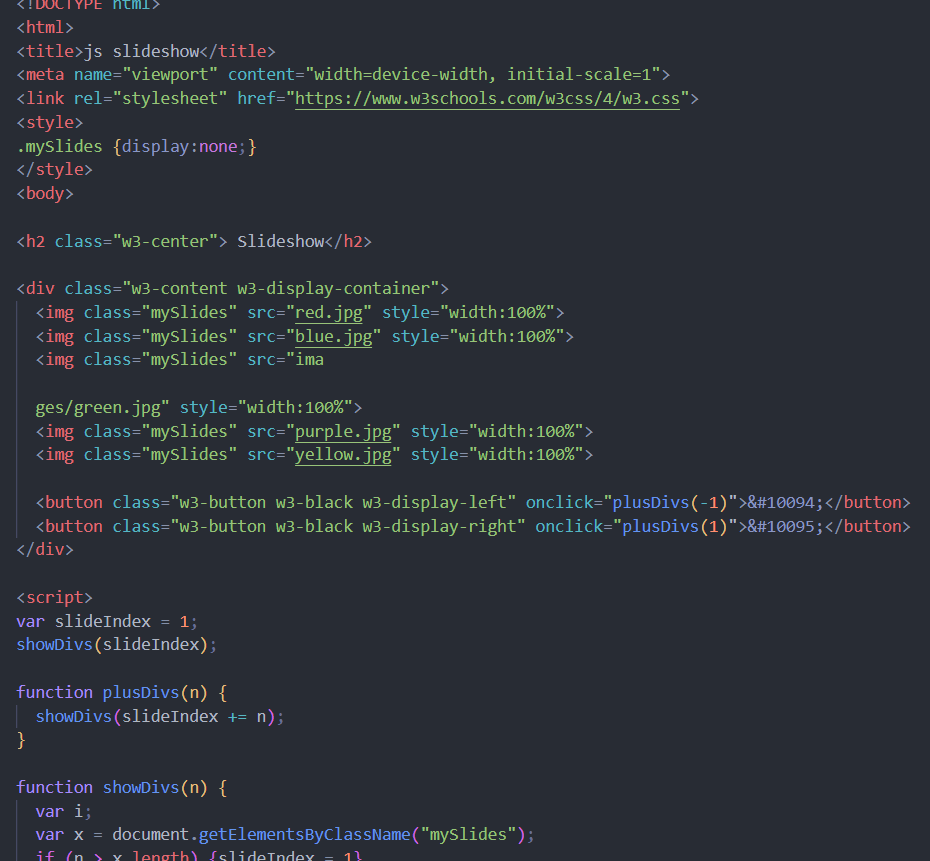 <!DOCTYPE html>
<html>
<title>js slideshow</title>
<meta name="viewport" content="width=device-width, initial-scale=1">
<link rel="stylesheet" href="https://www.w3schools.com/w3css/4/w3.css">
<style>
.mySlides {display:none;}
</style>
<body>

<h2 class="w3-center"> Slideshow</h2>

<div class="w3-content w3-display-container">
  <img class="mySlides" src="red.jpg" style="width:100%">
  <img class="mySlides" src="blue.jpg" style="width:100%">
  <img class="mySlides" src="ima

  ges/green.jpg" style="width:100%">
  <img class="mySlides" src="purple.jpg" style="width:100%">
  <img class="mySlides" src="yellow.jpg" style="width:100%">

  <button class="w3-button w3-black w3-display-left" onclick="plusDivs(-1)">&#10094;</button>
  <button class="w3-button w3-black w3-display-right" onclick="plusDivs(1)">&#10095;</button>
</div>

<script>
var slideIndex = 1;
showDivs(slideIndex);

function plusDivs(n) {
  showDivs(slideIndex += n);
}

function showDivs(n) {
  var i;
  var x = document.getElementsByClassName("mySlides");
  if (n > x.length) {slideIndex = 1}